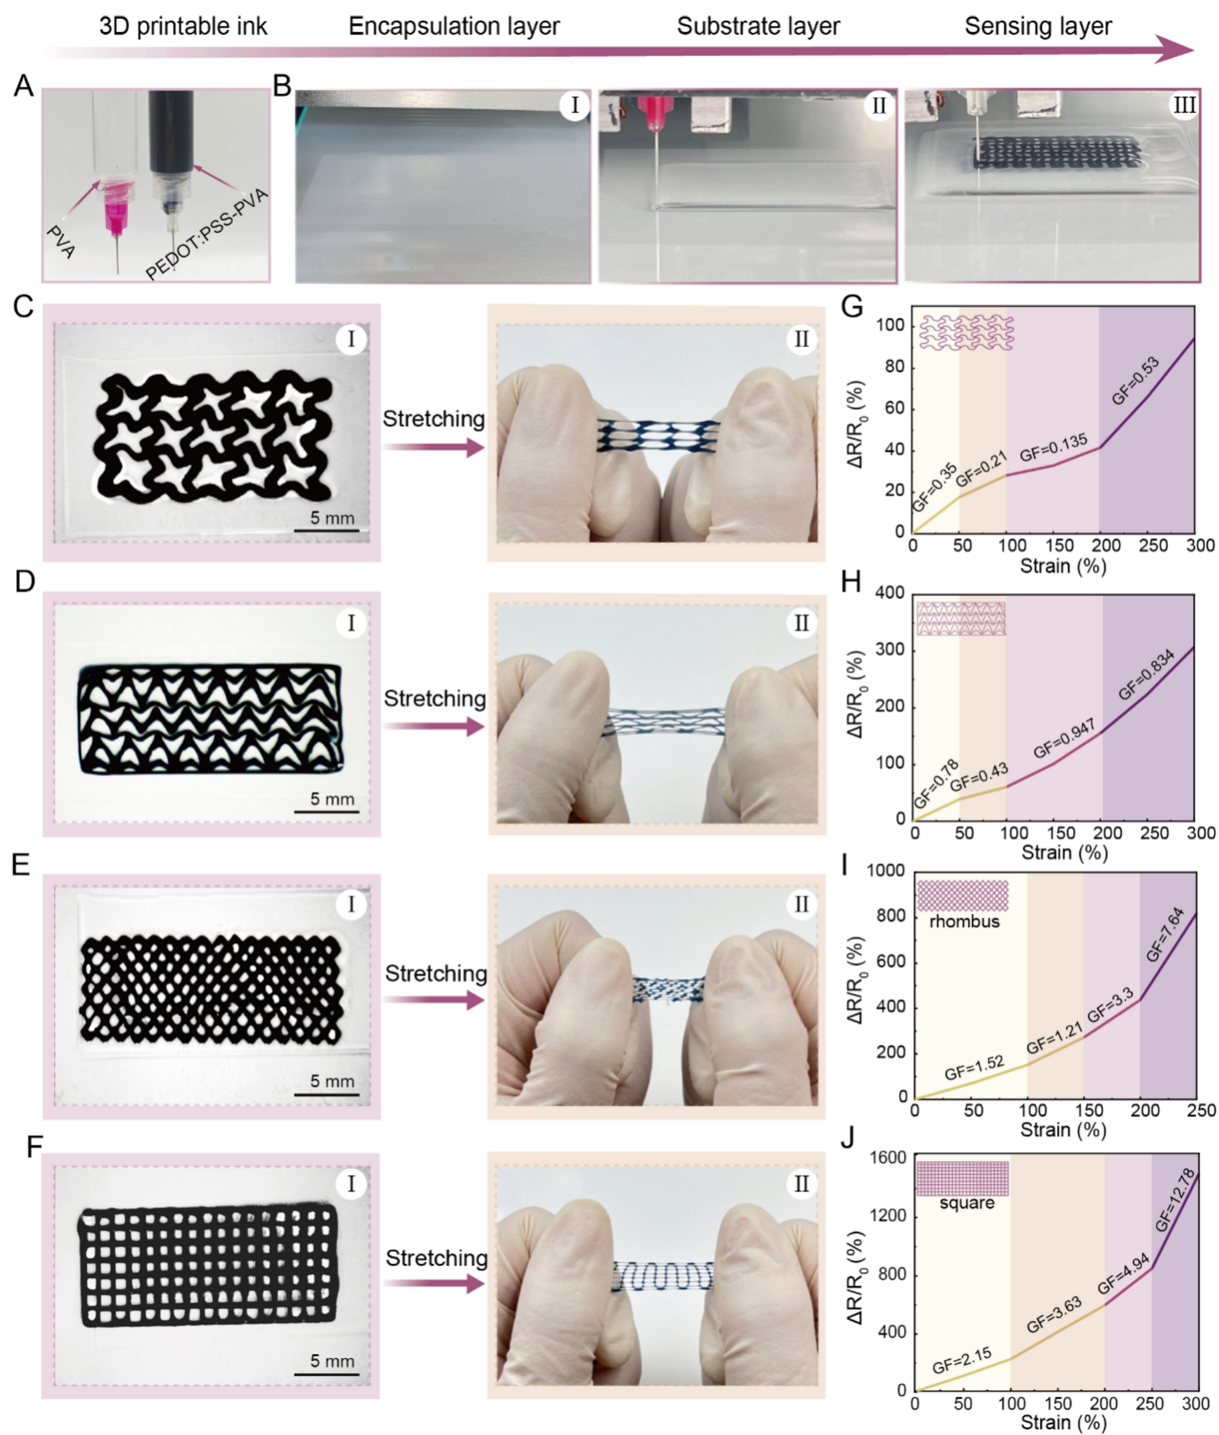 3D printable ink Encapsulation layer Substrate layer Sensing layer
A
PVA
PEDOT:PSS-PVA
B
I
II
III
C
I
5 mm
Stretching
II
G
ΔR/R0 (%)
100
80
60
40
20
0
GF=0.35
GF=0.21
GF=0.135
GF=0.53
0 50 100 150 200 250 300
Strain (%)
D
I
5 mm
Stretching
II
H
ΔR/R0 (%)
400
300
200
100
0
GF=0.78
GF=0.43
GF=0.947
GF=0.834
0 50 100 150 200 250 300
Strain (%)
E
I
5 mm
Stretching
II
I
ΔR/R0 (%)
1000
800
600
400
200
0
rhombus
GF=1.52
GF=1.21
GF=3.3
GF=7.64
0 50 100 150 200 250
Strain (%)
F
I
5 mm
Stretching
II
J
ΔR/R0 (%)
1600
1200
800
400
0
square
GF=2.15
GF=3.63
GF=4.94
GF=12.78
0 50 100 150 200 250 300
Strain (%)